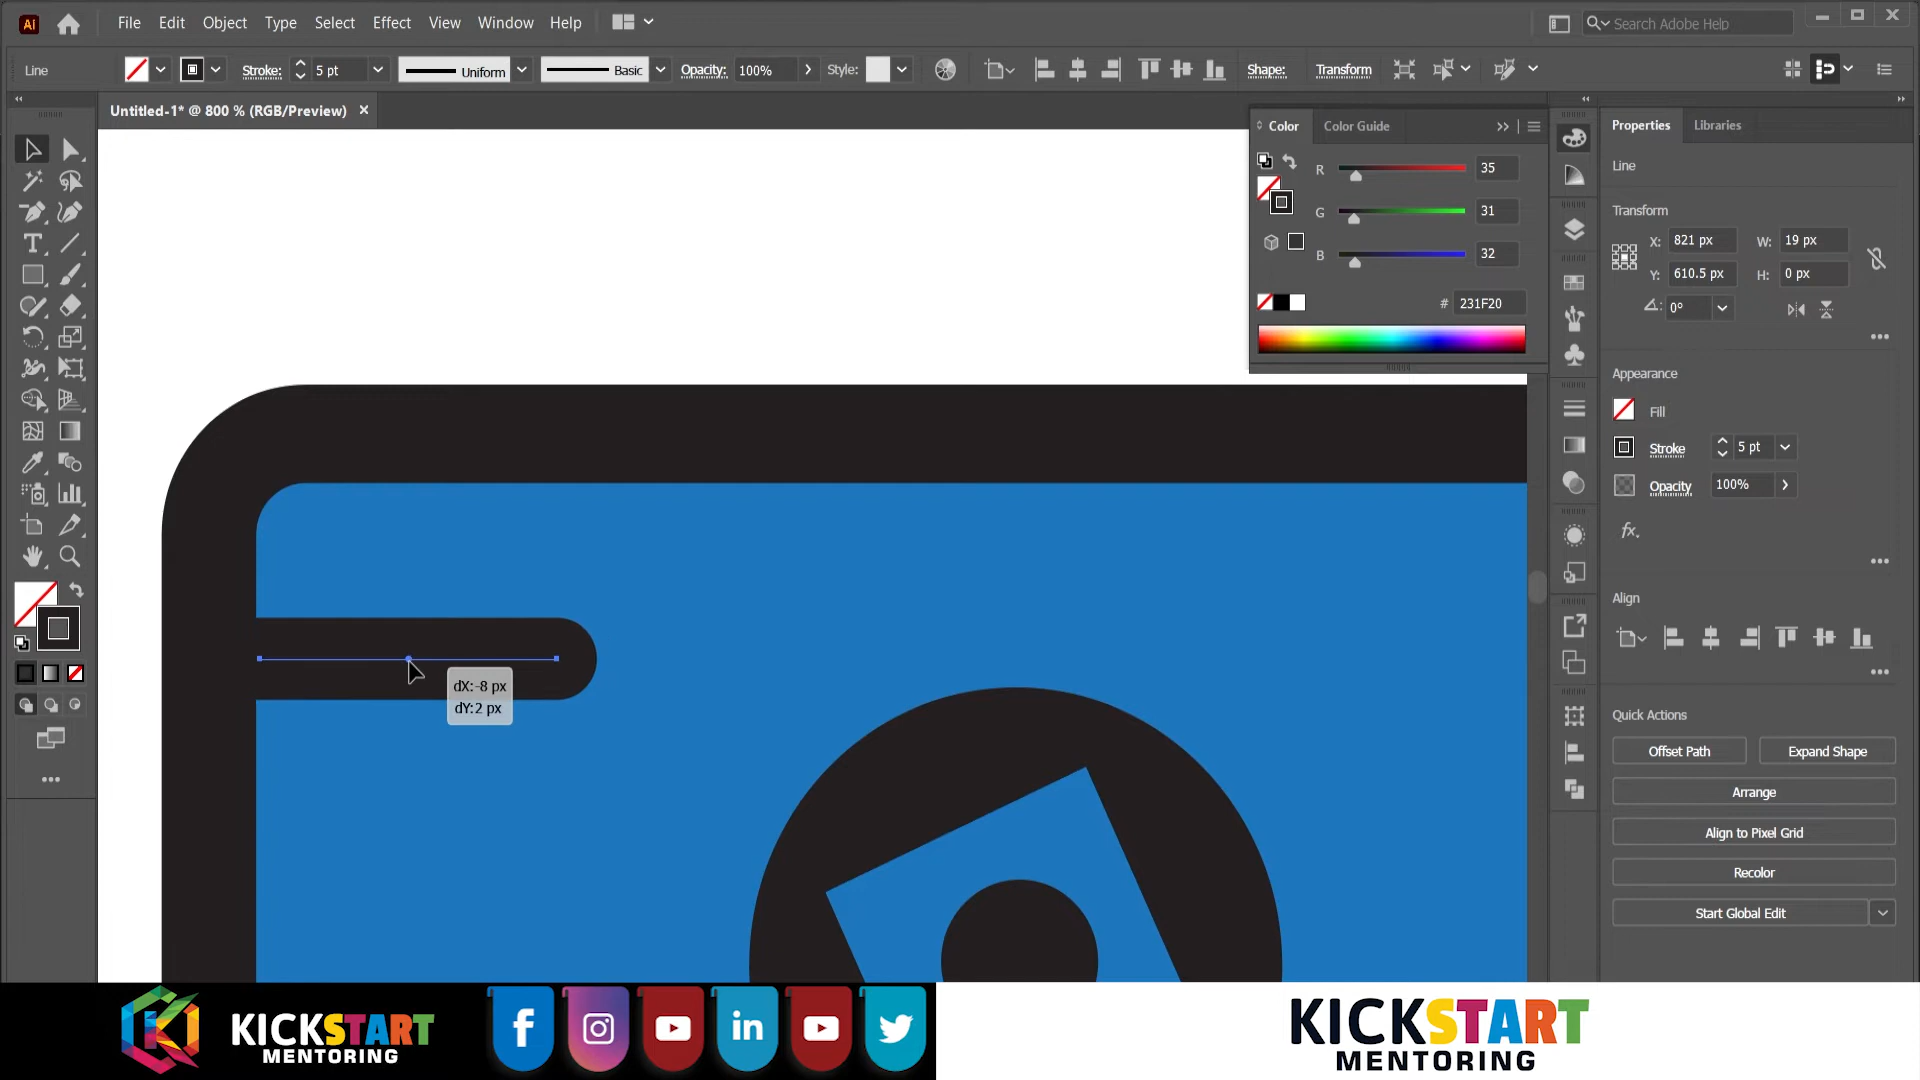 Ai File Edit Object Type Select Effect View Window Help Search Adobe Help
Line Stroke: 5 pt Uniform Basic Opacity: 100% Style: Shape: Transform
Untitled-1* @ 800 % (RGB/Preview) ×
Color Color Guide
R 35
G 31
B 32
# 231F20
Properties Libraries
Line
Transform
X: 821 px W: 19 px
Y: 610.5 px H: 0 px
0°
Appearance
Fill
Stroke 5 pt
Opacity 100%
fx.
Align
Quick Actions
Offset Path Expand Shape
Arrange
Align to Pixel Grid
Recolor
Start Global Edit
dX:-8 px
dY:2 px
KICKSTART
MENTORING
f in
KICKSTART
MENTORING